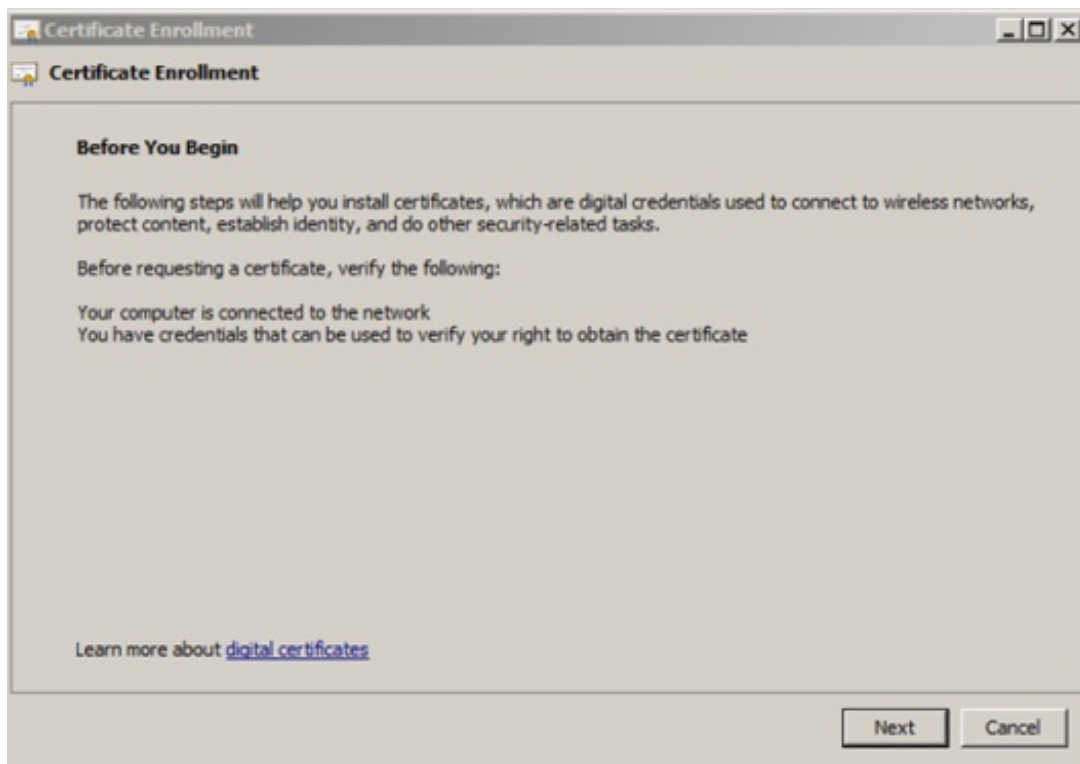 Certificate Enrollment
Certificate Enrollment
Before You Begin
The following steps will help you install certificates, which are digital credentials used to connect to wireless networks,
protect content, establish identity, and do other security-related tasks.
Before requesting a certificate, verify the following:
Your computer is connected to the network
You have credentials that can be used to verify your right to obtain the certificate
Learn more about digital certificates
Next Cancel